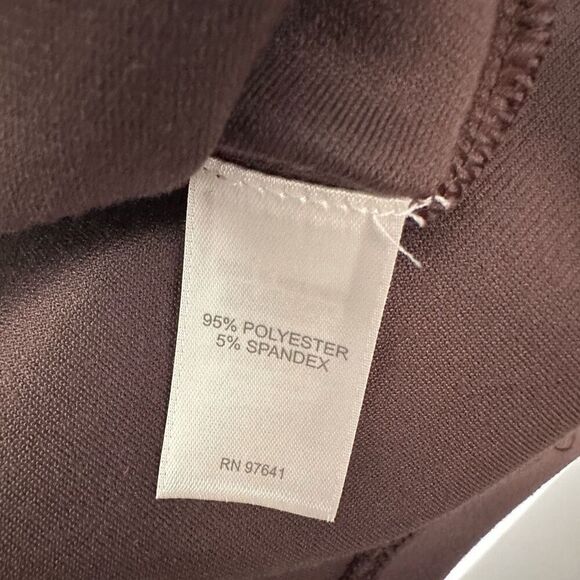 95% POLYESTER
5% SPANDEX
RN 97641